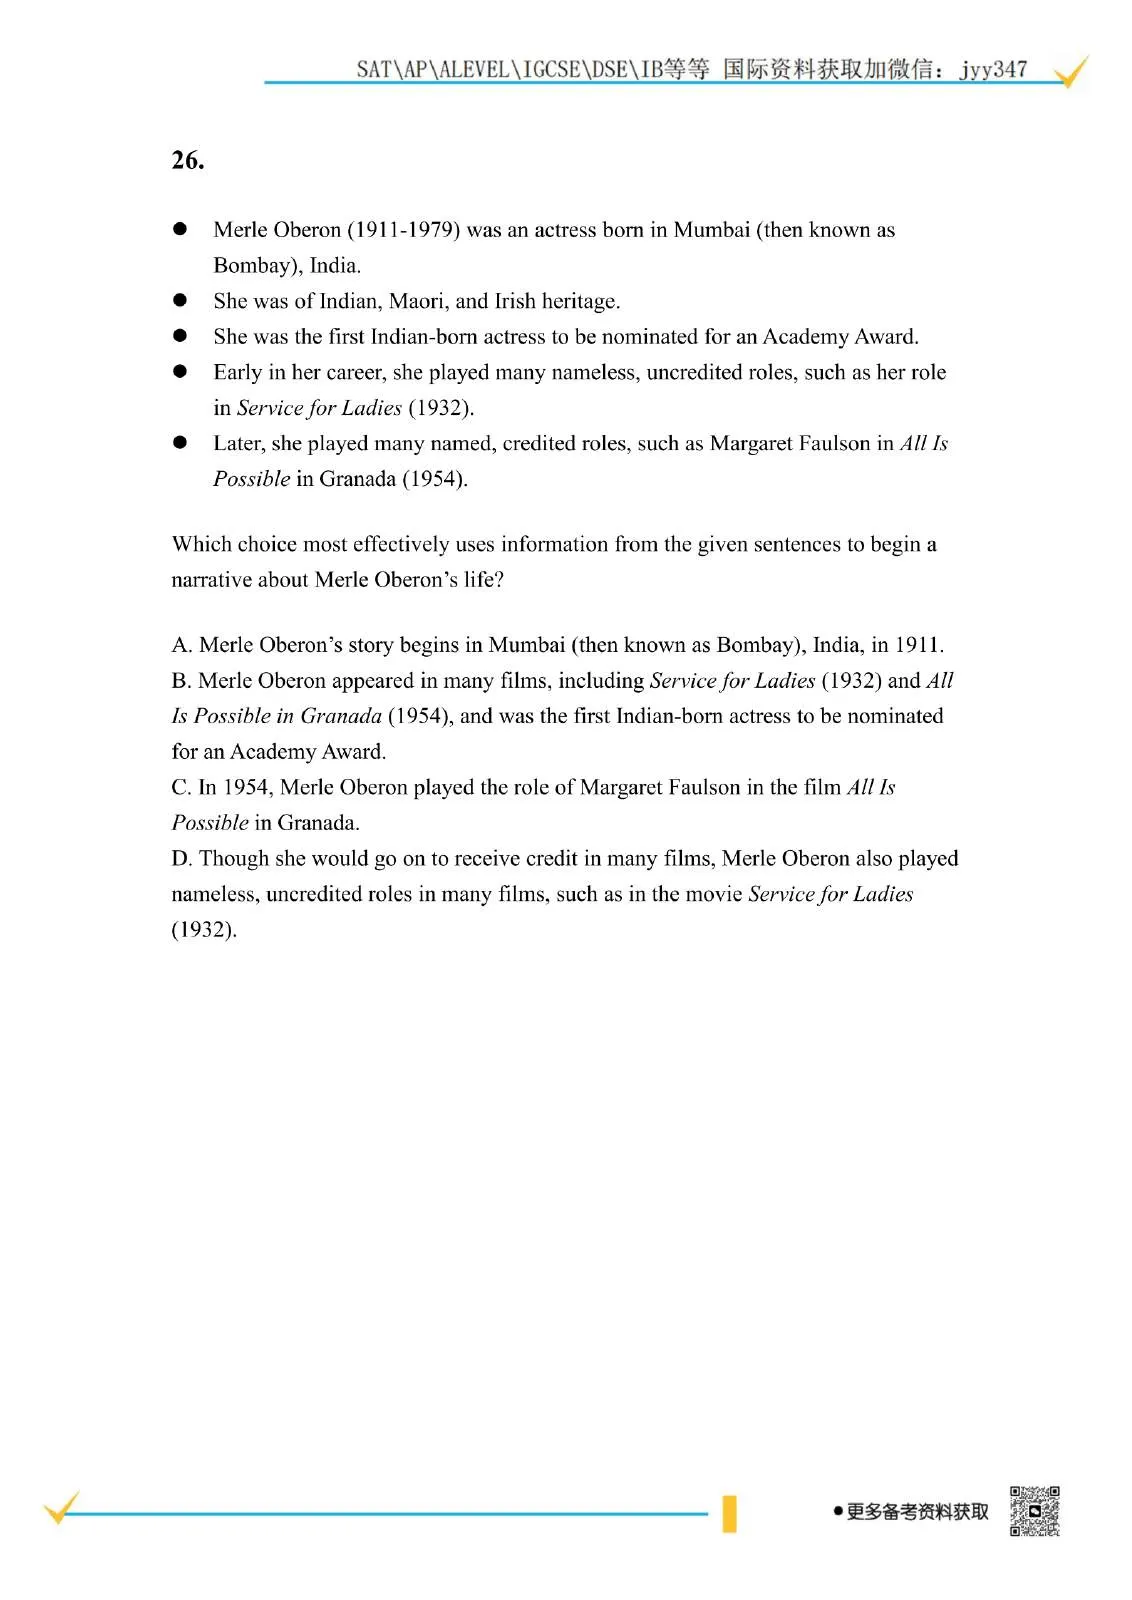 SAT\AP\ALEVEL\IGCSE\DSE\IB等等 国际资料获取加微信：jyy347
26.
● Merle Oberon (1911-1979) was an actress born in Mumbai (then known as
Bombay), India.
● She was of Indian, Maori, and Irish heritage.
● She was the first Indian-born actress to be nominated for an Academy Award.
● Early in her career, she played many nameless, uncredited roles, such as her role
in Service for Ladies (1932).
● Later, she played many named, credited roles, such as Margaret Faulson in All Is
Possible in Granada (1954).
Which choice most effectively uses information from the given sentences to begin a
narrative about Merle Oberon's life?
A. Merle Oberon's story begins in Mumbai (then known as Bombay), India, in 1911.
B. Merle Oberon appeared in many films, including Service for Ladies (1932) and All
Is Possible in Granada (1954), and was the first Indian-born actress to be nominated
for an Academy Award.
C. In 1954, Merle Oberon played the role of Margaret Faulson in the film All Is
Possible in Granada.
D. Though she would go on to receive credit in many films, Merle Oberon also played
nameless, uncredited roles in many films, such as in the movie Service for Ladies
(1932).
●更多备考资料获取